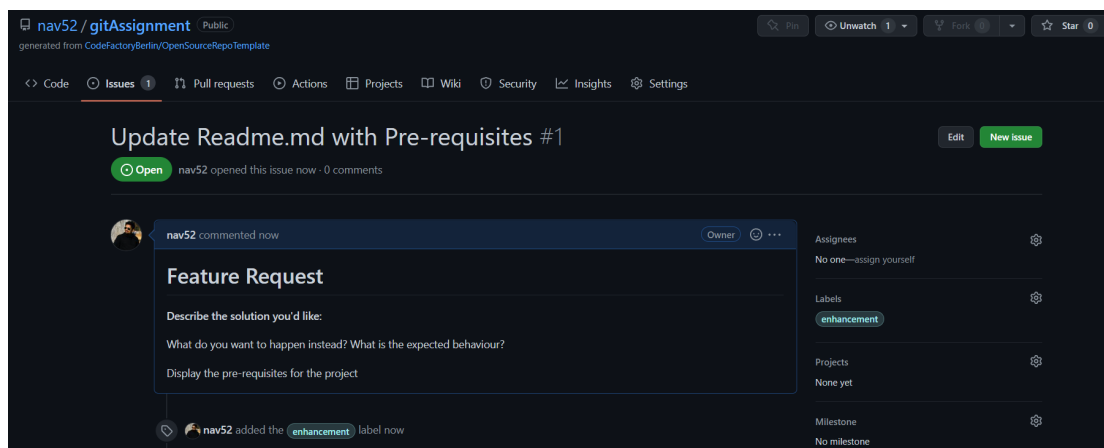 nav52 / gitAssignment Public
generated from CodeFactoryBerlin/OpenSourceRepoTemplate
Pin
Unwatch 1
Fork 0
Star 0
Code
Issues 1
Pull requests
Actions
Projects
Wiki
Security
Insights
Settings
Update Readme.md with Pre-requisites #1
Edit
New issue
Open
nav52 opened this issue now · 0 comments
nav52 commented now
Owner
Feature Request
Describe the solution you'd like:
What do you want to happen instead? What is the expected behaviour?
Display the pre-requisites for the project
nav52 added the enhancement label now
Assignees
No one—assign yourself
Labels
enhancement
Projects
None yet
Milestone
No milestone